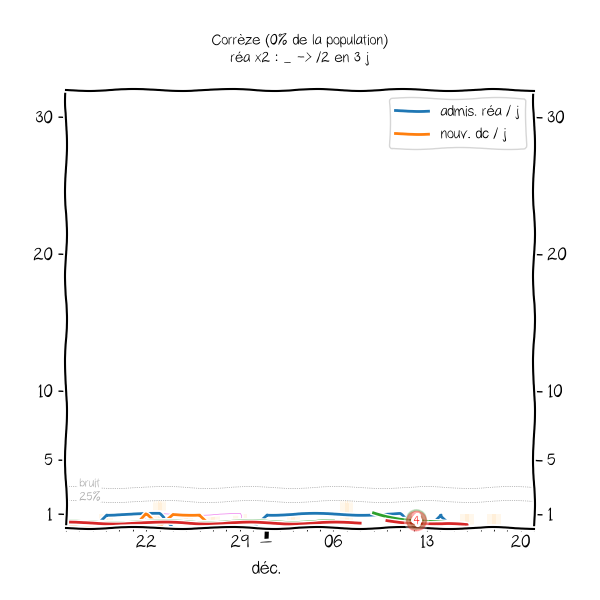 Corrèze (0% de la population)
réa x2 : _ -> /2 en 3 j
admis. réa / j
nouv. dc / j
30
30
20
20
10
10
5
5
bruit
25%
1
1
4
22
29
06
13
20
déc.